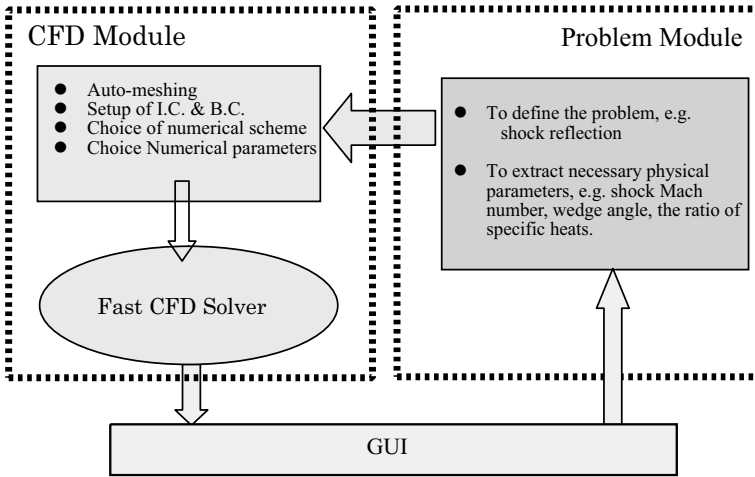 CFD Module
● Auto-meshing
● Setup of I.C. & B.C.
● Choice of numerical scheme
● Choice Numerical parameters
Fast CFD Solver
Problem Module
● To define the problem, e.g.
shock reflection
● To extract necessary physical
parameters, e.g. shock Mach
number, wedge angle, the ratio of
specific heats.
GUI